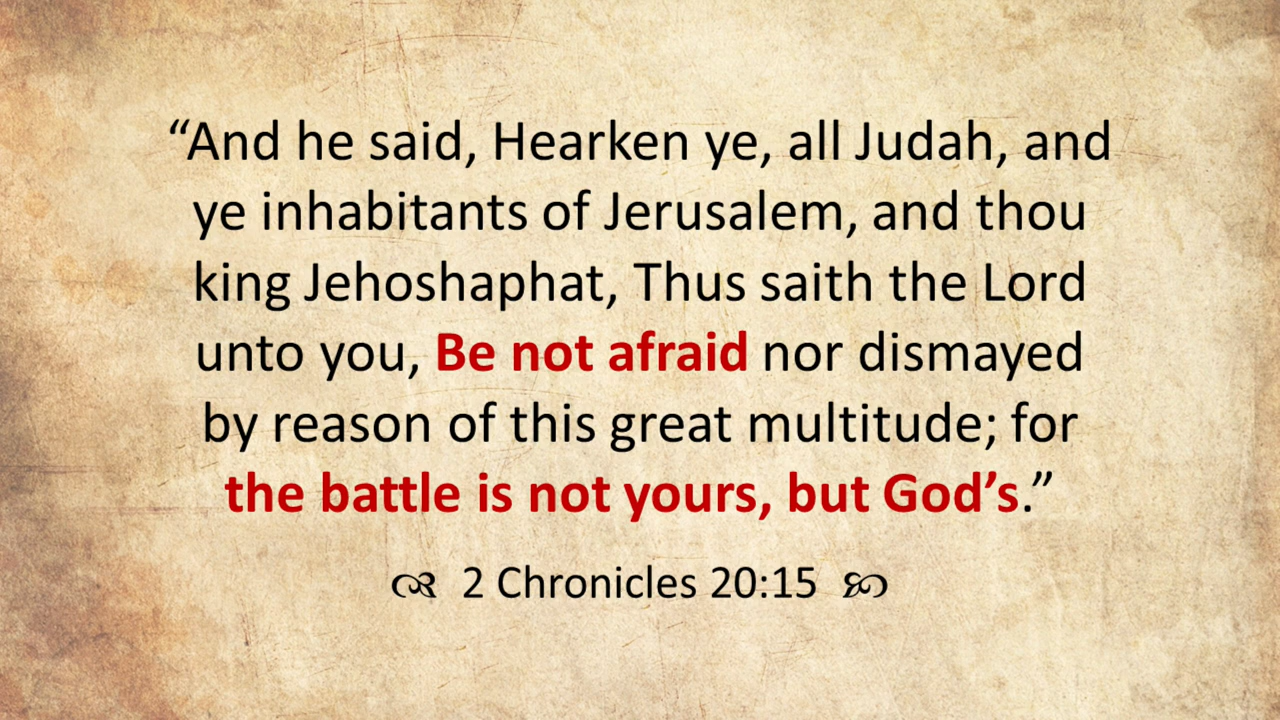 “And he said, Hearken ye, all Judah, and
ye inhabitants of Jerusalem, and thou
king Jehoshaphat, Thus saith the Lord
unto you, Be not afraid nor dismayed
by reason of this great multitude; for
the battle is not yours, but God’s.”
2 Chronicles 20:15